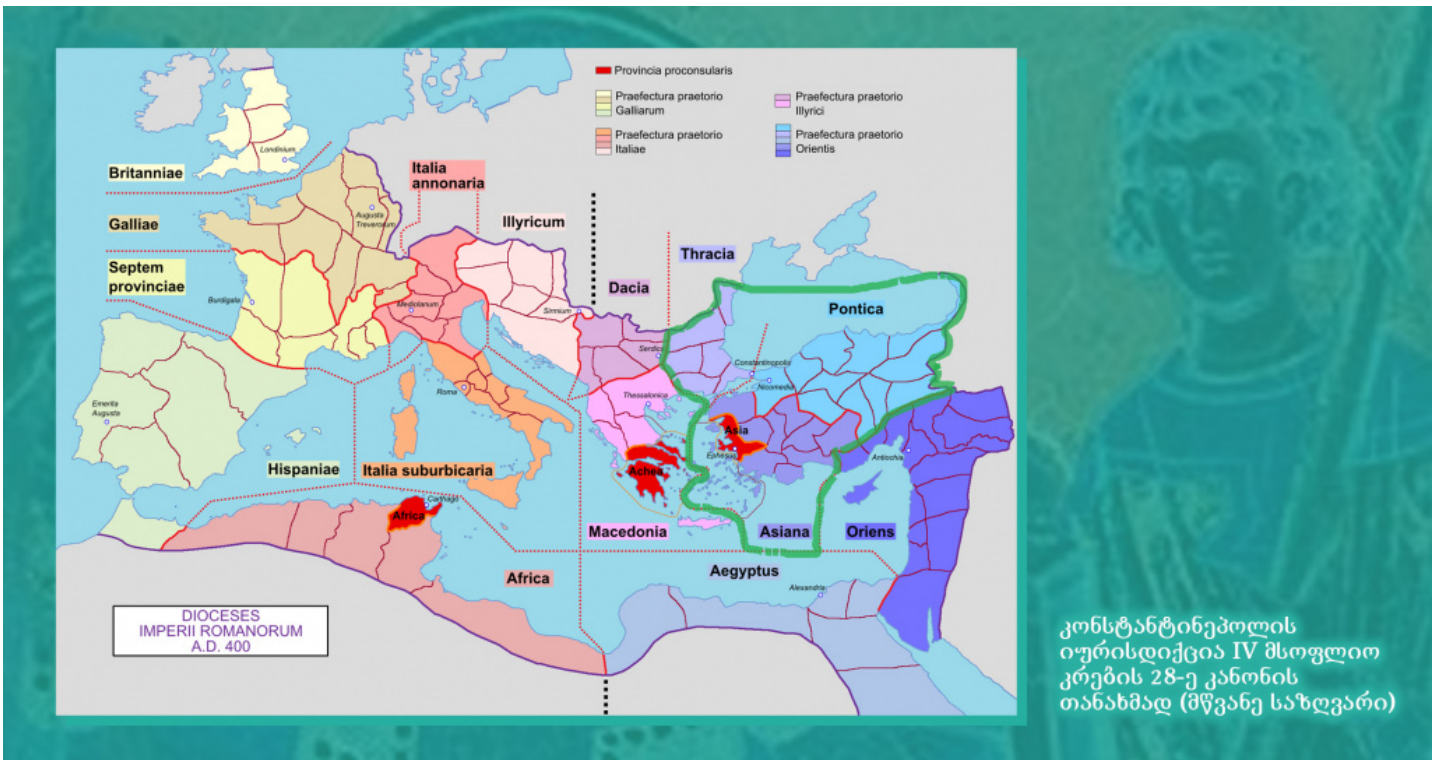 Provincia proconsularis
Praefectura praetorio
Galliarum
Praefectura praetorio
Illyrici
Praefectura praetorio
Italiae
Praefectura praetorio
Orientis
Londinium
Britanniae
Italia
annonaria
Galliae
Augusta
Treverorum
Illyricum
Thracia
Septem
provinciae
Dacia
Burdigala
Mediolanum
Sirmium
Pontica
Serdica
Constantinopolis
Nicomedia
Roma
Thessalonica
Emerita
Augusta
Asia
Ephesus
Antiochia
Hispaniae
Italia suburbicaria
Achea
Carthago
Africa
Macedonia
Asiana
Oriens
Aegyptus
Africa
Alexandria
DIOCESES
IMPERII ROMANORUM
A.D. 400
კონსტანტინეპოლის
იურისდიქცია IV მსოფლიო
კრების 28-ე კანონის
თანახმად (მწვანე საზღვარი)